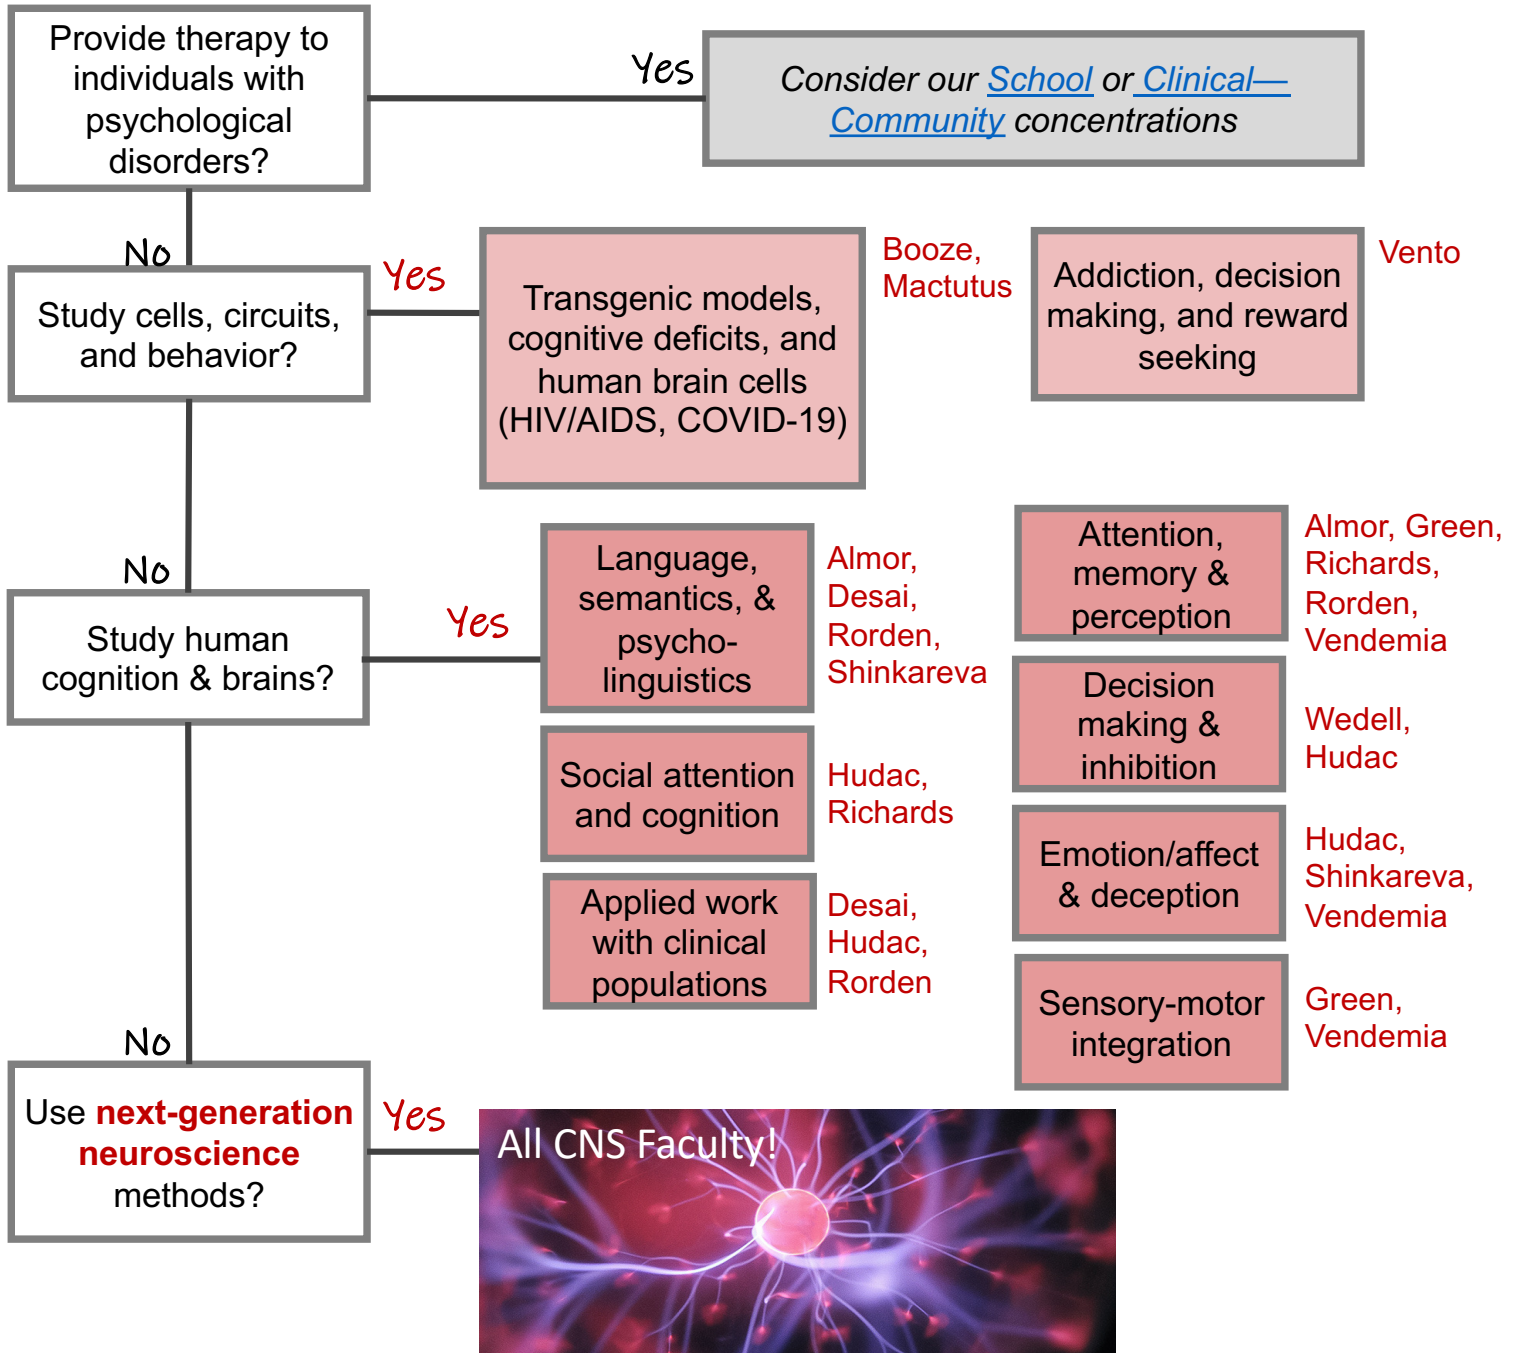 Provide therapy to
individuals with
psychological
disorders?
Yes
Consider our School or Clinical—
Community concentrations
No
Study cells, circuits,
and behavior?
Yes
Transgenic models,
cognitive deficits, and
human brain cells
(HIV/AIDS, COVID-19)
Booze,
Mactutus
Addiction, decision
making, and reward
seeking
Vento
No
Study human
cognition & brains?
Yes
Language,
semantics, &
psycho-
linguistics
Almor,
Desai,
Rorden,
Shinkareva
Attention,
memory &
perception
Almor, Green,
Richards,
Rorden,
Vendemia
Social attention
and cognition
Hudac,
Richards
Decision
making &
inhibition
Wedell,
Hudac
Applied work
with clinical
populations
Desai,
Hudac,
Rorden
Emotion/affect
& deception
Hudac,
Shinkareva,
Vendemia
Sensory-motor
integration
Green,
Vendemia
No
Use next-generation
neuroscience
methods?
Yes
All CNS Faculty!